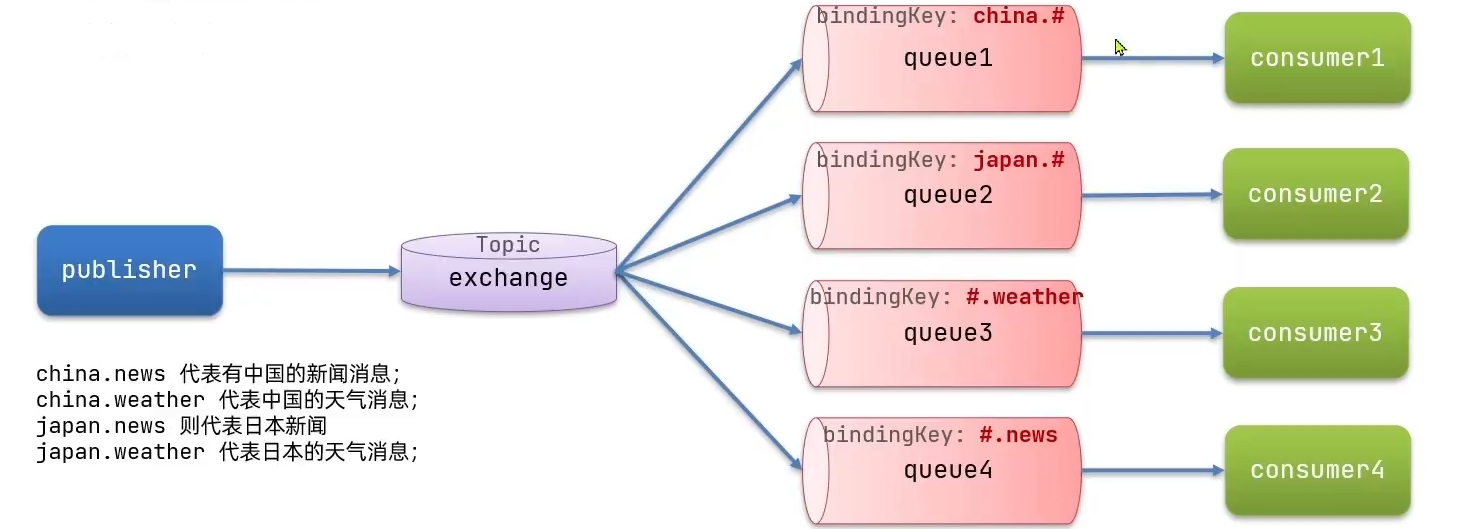 bindingKey: china.#
queue1
consumer1
bindingKey: japan.#
queue2
consumer2
publisher
Topic
exchange
bindingKey: #.weather
queue3
consumer3
china.news 代表有中国的新闻消息;
china.weather 代表中国的天气消息;
japan.news 则代表日本新闻
japan.weather 代表日本的天气消息;
bindingKey: #.news
queue4
consumer4